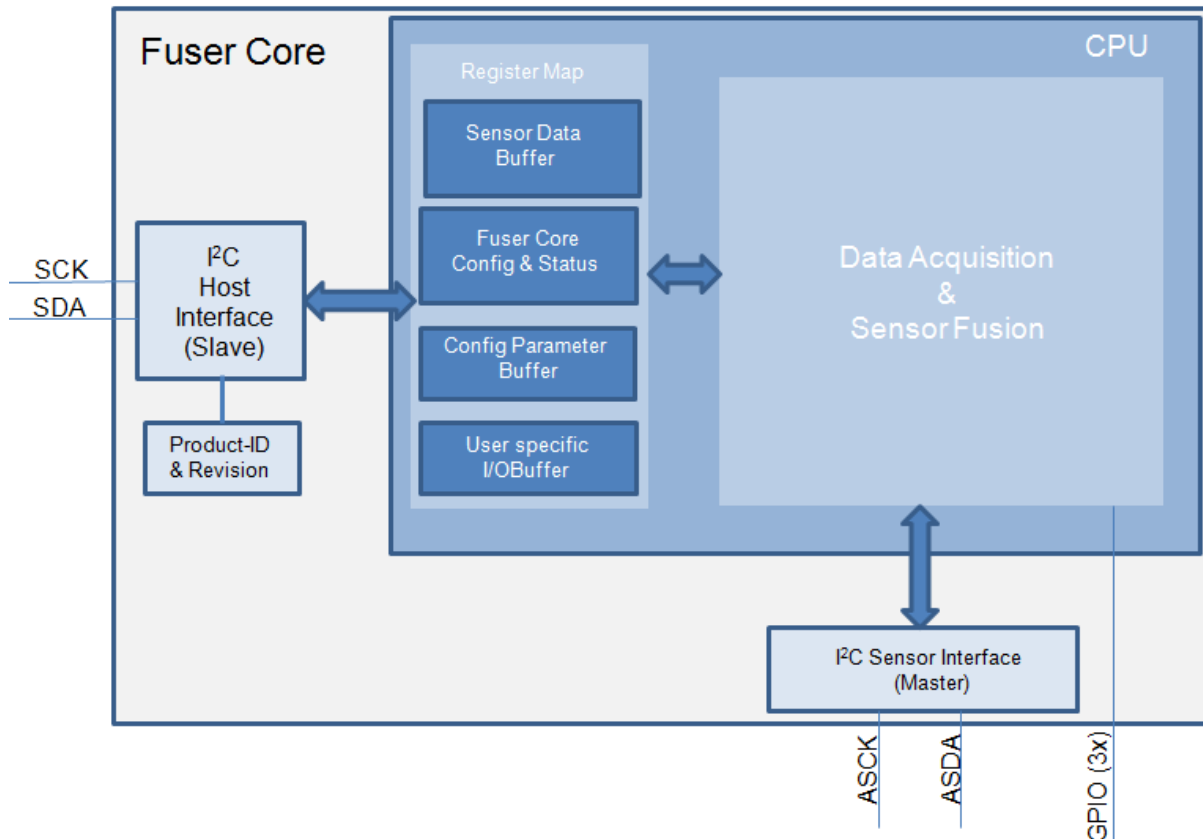 Fuser Core
CPU
Register Map
Sensor Data
Buffer
Fuser Core
Config & Status
Config Parameter
Buffer
User specific
I/OBuffer
Data Acquisition
&
Sensor Fusion
SCK
SDA
I²C
Host
Interface
(Slave)
Product-ID
& Revision
I²C Sensor Interface
(Master)
ASCK
ASDA
GPIO (3x)